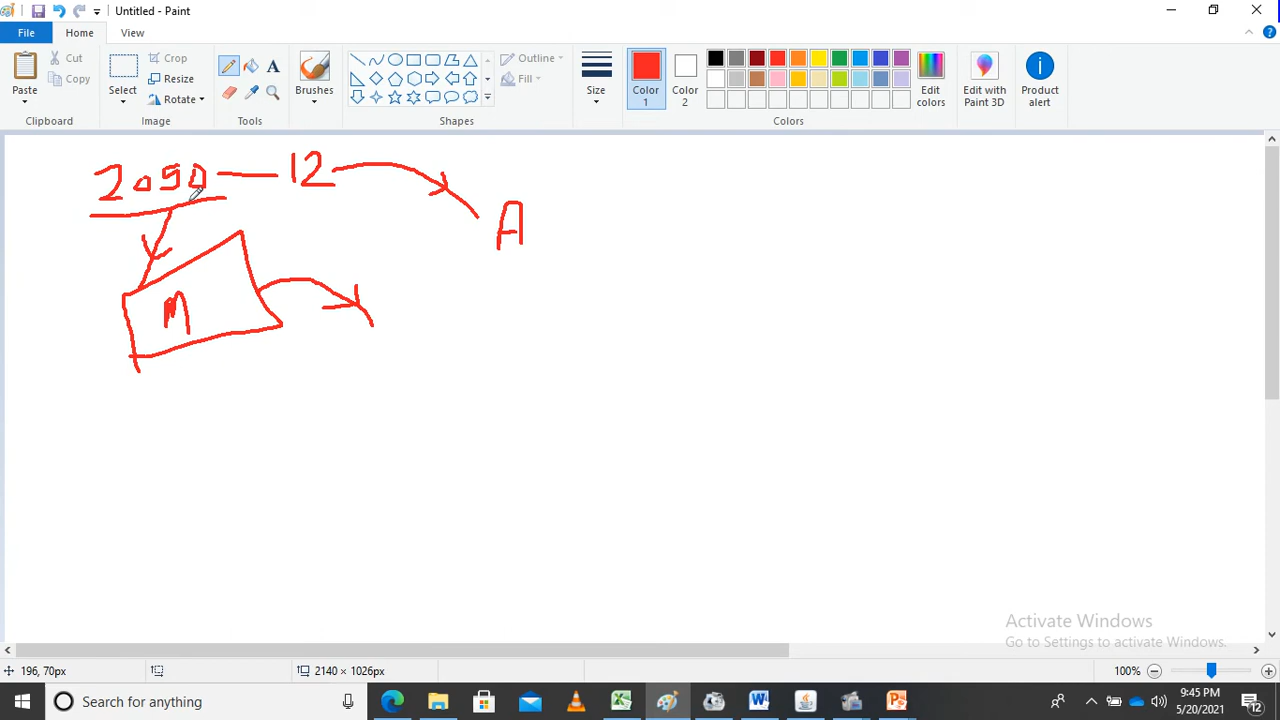 Untitled - Paint
File Home View
Paste Cut Copy
Clipboard
Select Crop Resize Rotate
Image
A
Tools
Brushes
Outline Fill
Shapes
Size
Color 1
Color 2
Edit colors
Edit with Paint 3D
Product alert
Colors
2050 — 12
A
M
Activate Windows
Go to Settings to activate Windows.
196, 70px
2140 × 1026px
100%
Search for anything
9:45 PM
5/20/2021
12